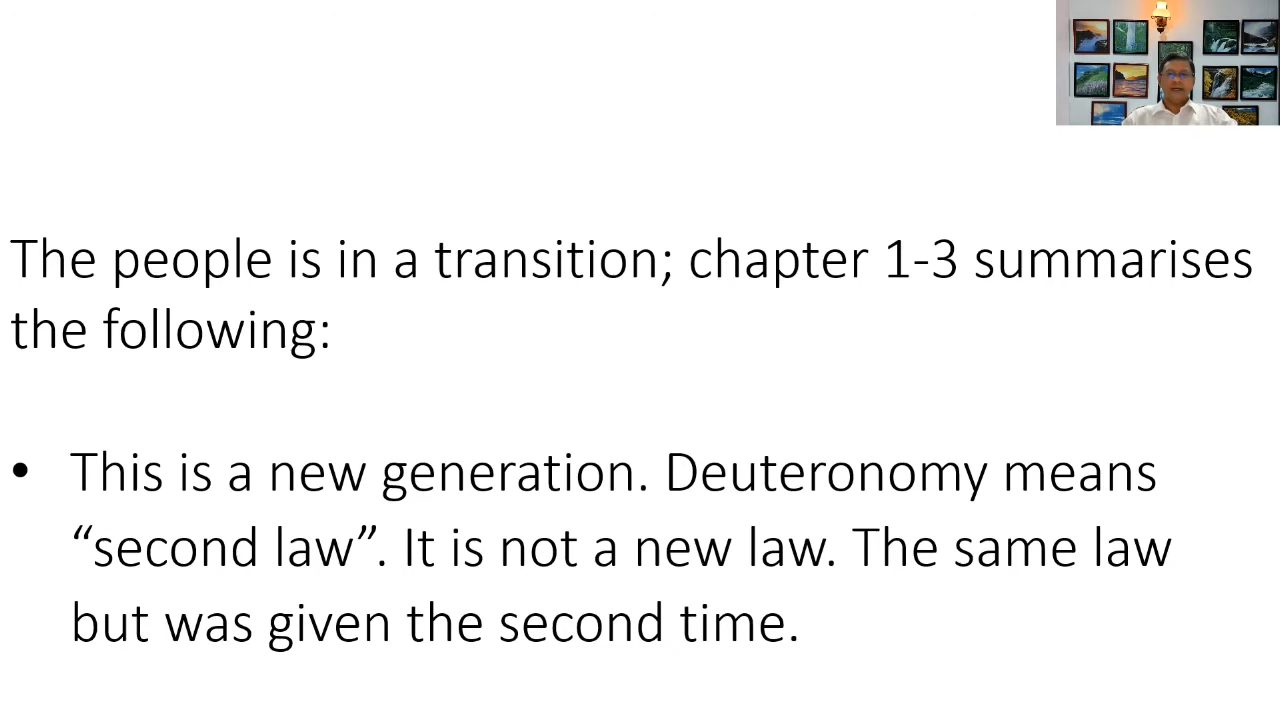 The people is in a transition; chapter 1-3 summarises
the following:
• This is a new generation. Deuteronomy means
“second law”. It is not a new law. The same law
but was given the second time.